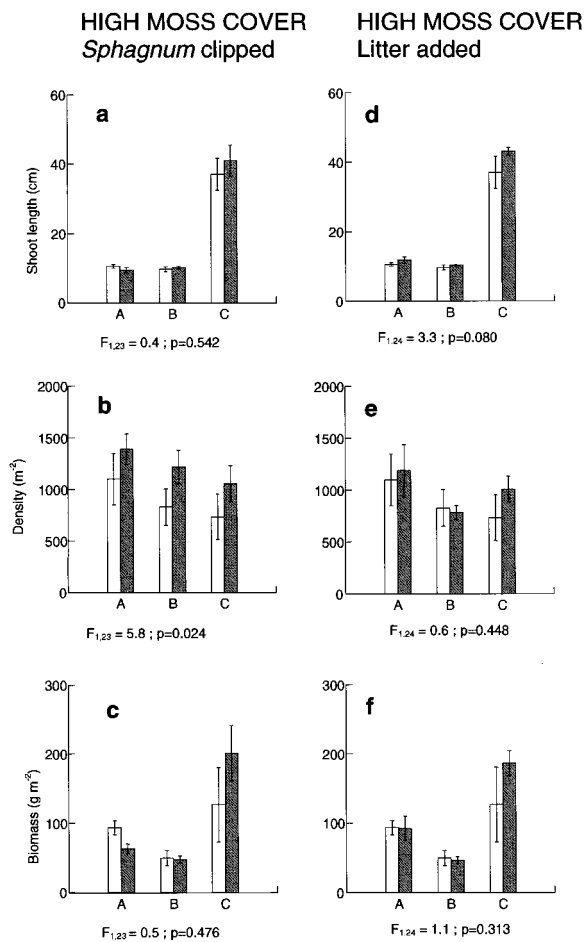 HIGH MOSS COVER
Sphagnum clipped
HIGH MOSS COVER
Litter added
a
Shoot length (cm)
60
40
20
0
A B C
F1,23 = 0.4 ; p=0.542
d
60
40
20
0
A B C
F1.24 = 3.3 ; p=0.080
b
Density (m-2)
2000
1500
1000
500
0
A B C
F1,23 = 5.8 ; p=0.024
e
2000
1500
1000
500
0
A B C
F1.24 = 0.6 ; p=0.448
c
Biomass (g m-2)
300
200
100
0
A B C
F1,23 = 0.5 ; p=0.476
f
300
200
100
0
A B C
F1.24 = 1.1 ; p=0.313